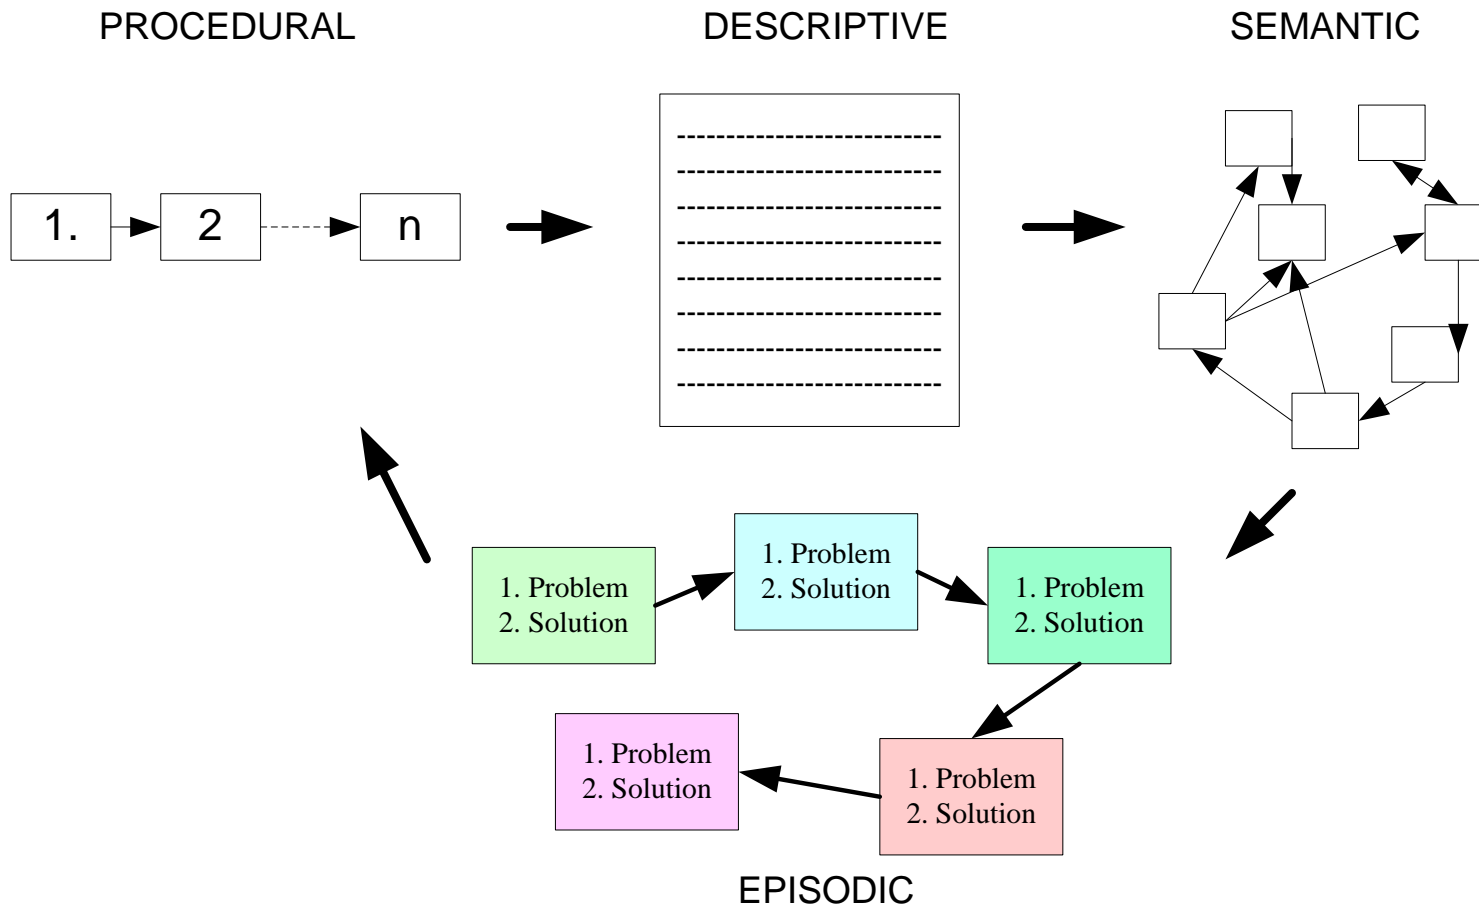 PROCEDURAL
DESCRIPTIVE
SEMANTIC
1.
2
n
1. Problem
2. Solution
1. Problem
2. Solution
1. Problem
2. Solution
1. Problem
2. Solution
1. Problem
2. Solution
EPISODIC